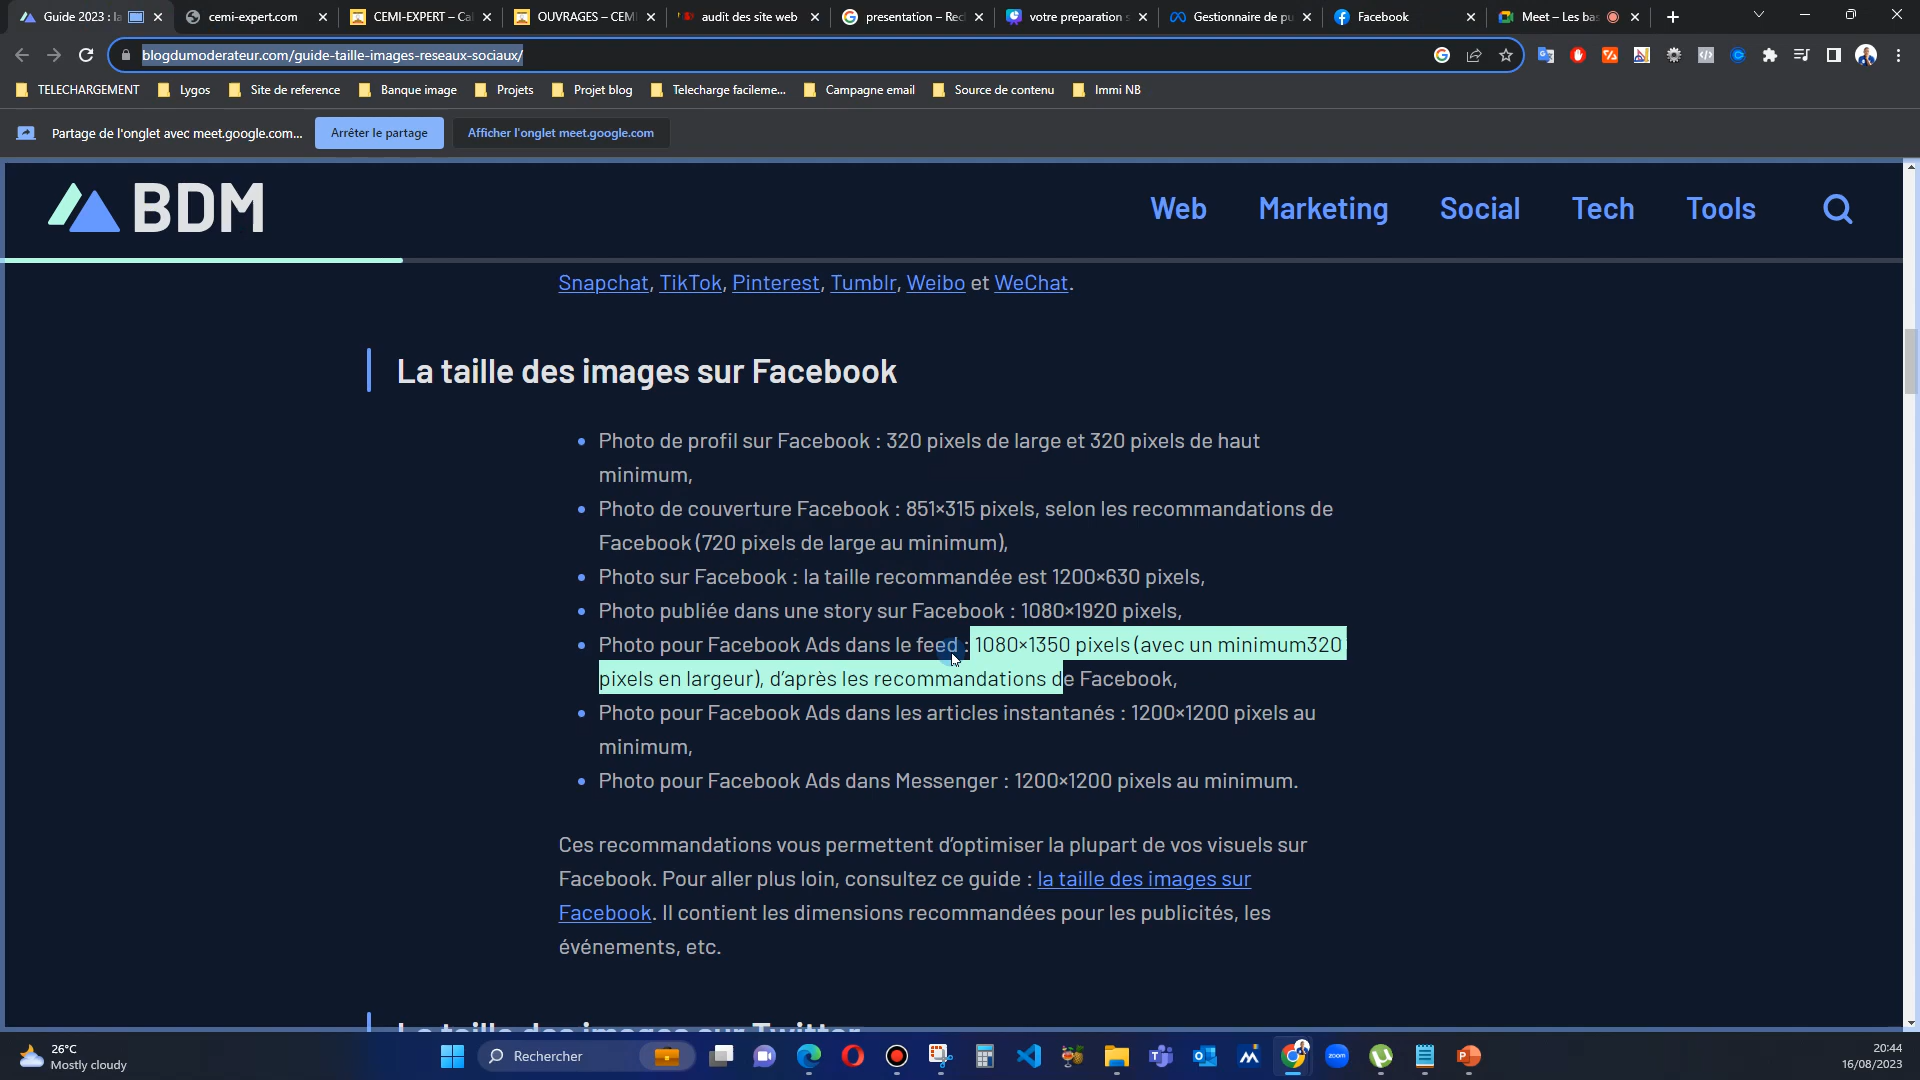 Guide 2023 : la
cemi-expert.com
CEMI-EXPERT – Ca
OUVRAGES – CEMI
audit des site web
presentation – Rec
votre preparation s
Gestionnaire de pu
Facebook
Meet – Les bas
blogdumoderateur.com/guide-taille-images-reseaux-sociaux/
TELECHARGEMENT
Lygos
Site de reference
Banque image
Projets
Projet blog
Telecharge facileme...
Campagne email
Source de contenu
Immi NB
Partage de l'onglet avec meet.google.com...
Arrêter le partage
Afficher l'onglet meet.google.com
BDM
Web
Marketing
Social
Tech
Tools
Snapchat, TikTok, Pinterest, Tumblr, Weibo et WeChat.
La taille des images sur Facebook
Photo de profil sur Facebook : 320 pixels de large et 320 pixels de haut
minimum,
Photo de couverture Facebook : 851×315 pixels, selon les recommandations de
Facebook (720 pixels de large au minimum),
Photo sur Facebook : la taille recommandée est 1200×630 pixels,
Photo publiée dans une story sur Facebook : 1080×1920 pixels,
Photo pour Facebook Ads dans le feed : 1080×1350 pixels (avec un minimum320
pixels en largeur), d'après les recommandations de Facebook,
Photo pour Facebook Ads dans les articles instantanés : 1200×1200 pixels au
minimum,
Photo pour Facebook Ads dans Messenger : 1200×1200 pixels au minimum.
Ces recommandations vous permettent d'optimiser la plupart de vos visuels sur
Facebook. Pour aller plus loin, consultez ce guide : la taille des images sur
Facebook. Il contient les dimensions recommandées pour les publicités, les
événements, etc.
La taille des images sur Twitter
26°C
Mostly cloudy
Rechercher
zoom
20:44
16/08/2023